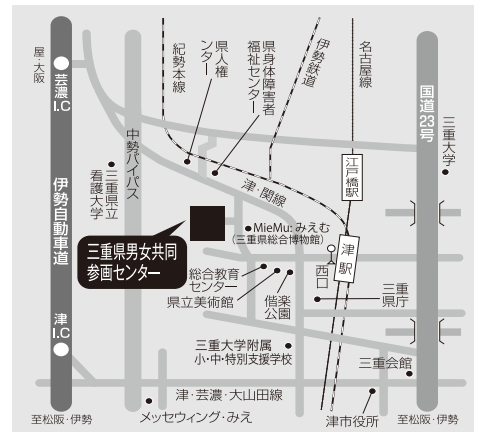 屋・大阪
芸濃
I.C
伊勢自動車道
津
I.C
至松阪・伊勢
中勢バイパス
三重県立
看護大学
紀勢本線
県人権
ンター
県身体障害者
福祉センター
伊勢鉄道
名古屋線
国道23号
三重大学
江戸橋駅
津・関線
MieMu:みえむ
(三重県総合博物館)
三重県男女共同
参画センター
総合教育
センター
県立美術館
偕楽
公園
西口
津駅
三重
県庁
三重大学附属
小・中・特別支援学校
三重会館
津・芸濃・大山田線
メッセウィング・みえ
津市役所
至松阪・伊勢